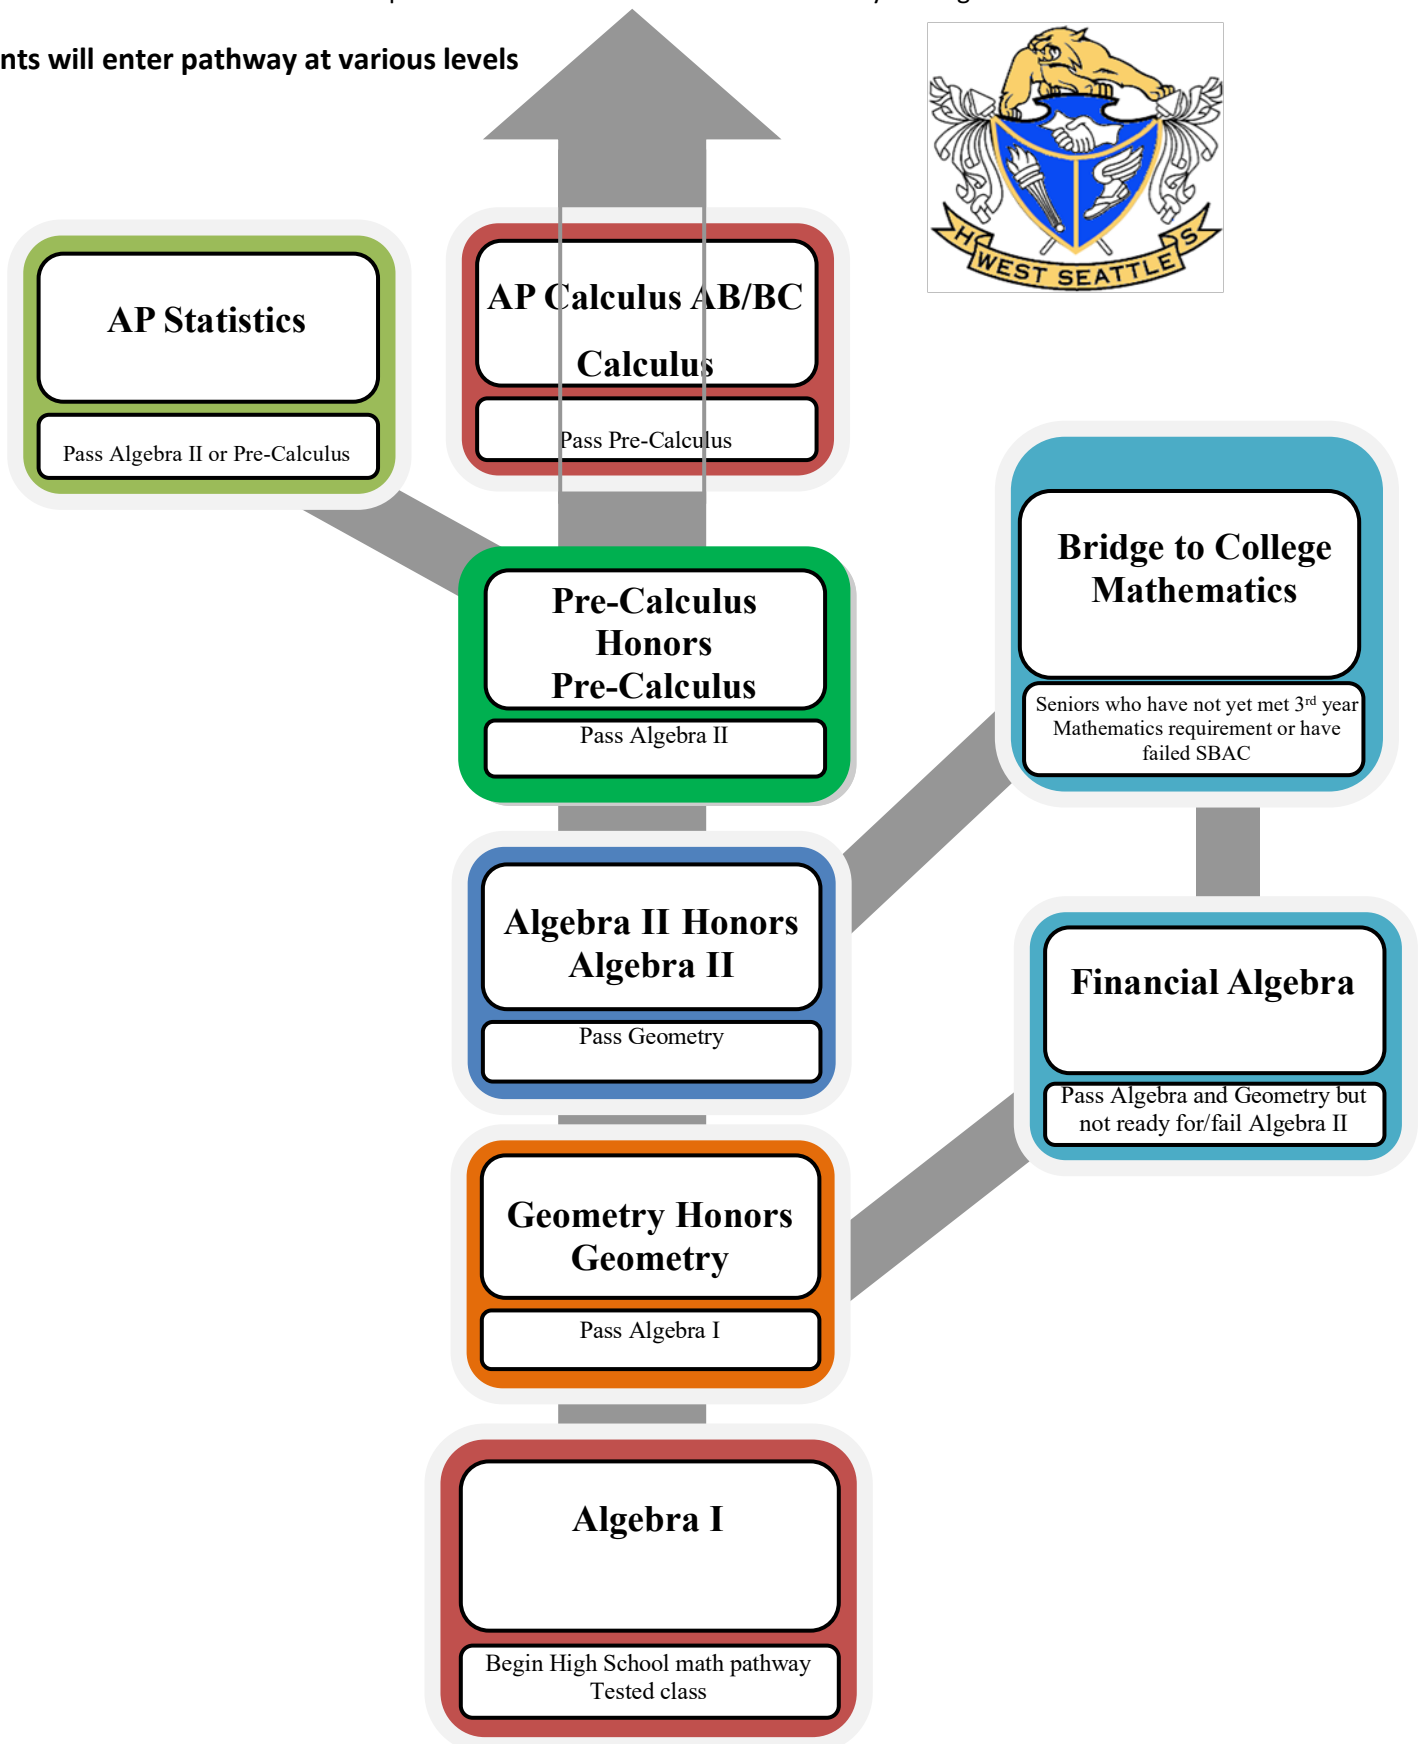 nts will enter pathway at various levels
H WEST SEATTLE S
AP Statistics
Pass Algebra II or Pre-Calculus
AP Calculus AB/BC
Calculus
Pass Pre-Calculus
Bridge to College
Mathematics
Seniors who have not yet met 3rd year
Mathematics requirement or have
failed SBAC
Pre-Calculus
Honors
Pre-Calculus
Pass Algebra II
Algebra II Honors
Algebra II
Pass Geometry
Financial Algebra
Pass Algebra and Geometry but
not ready for/fail Algebra II
Geometry Honors
Geometry
Pass Algebra I
Algebra I
Begin High School math pathway
Tested class